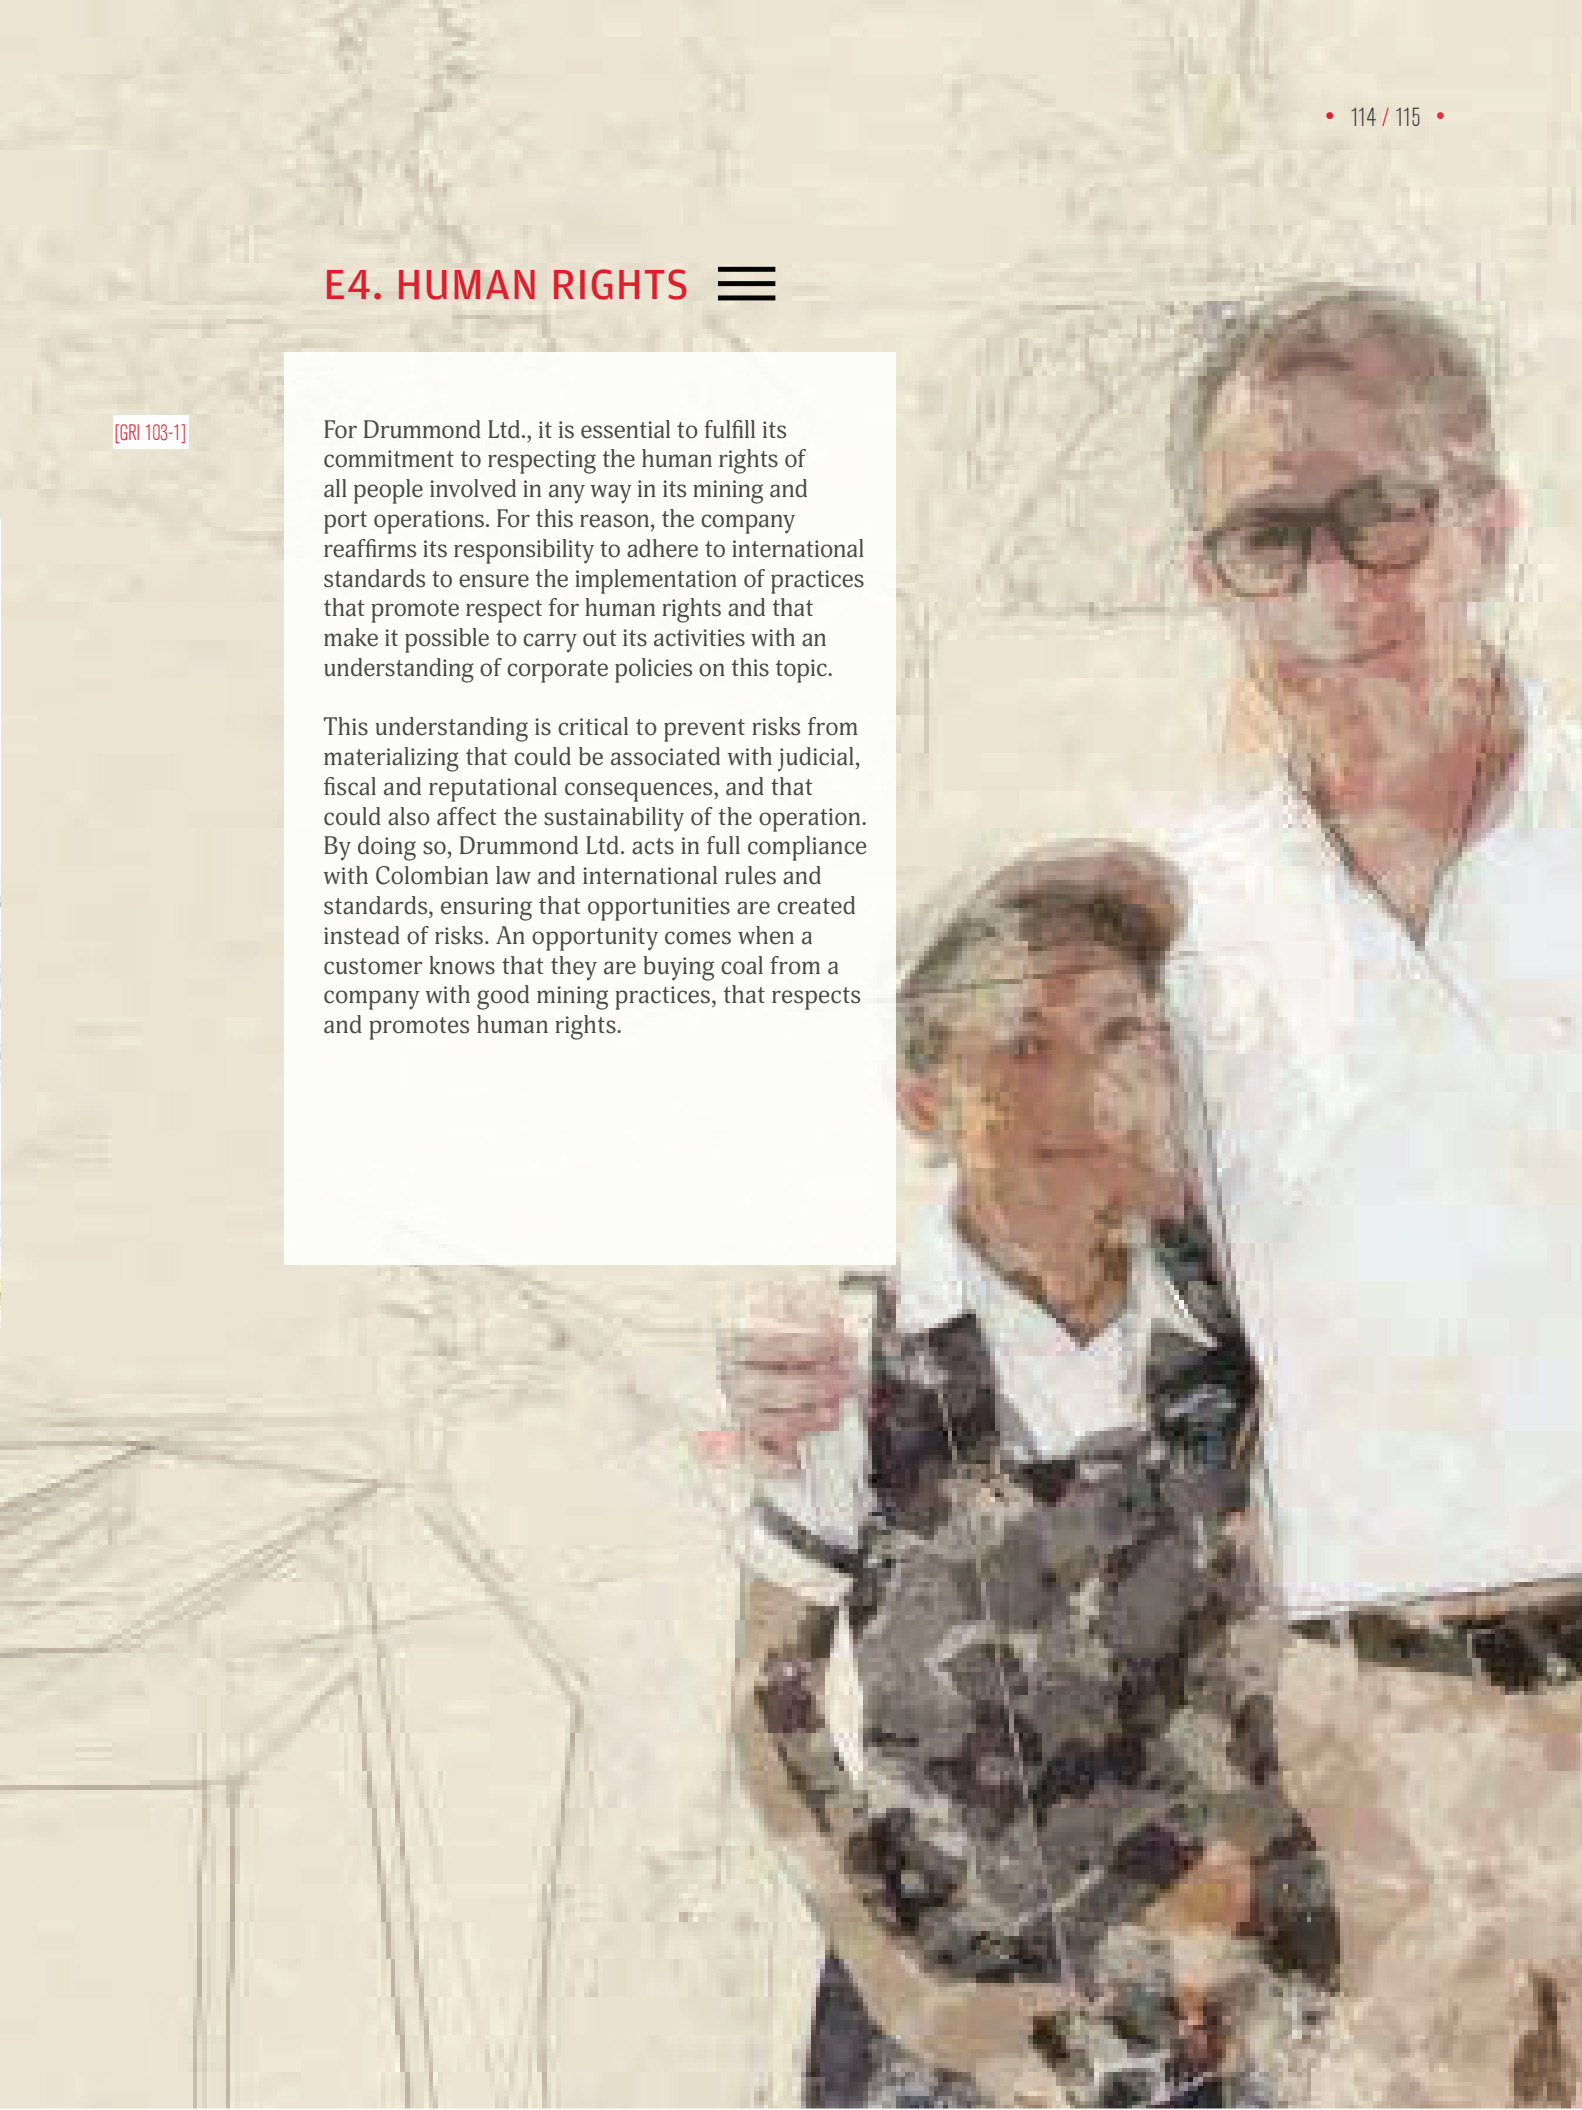 • 114 / 115 •
E4. HUMAN RIGHTS
[GRI 103-1]
For Drummond Ltd., it is essential to fulfill its
commitment to respecting the human rights of
all people involved in any way in its mining and
port operations. For this reason, the company
reaffirms its responsibility to adhere to international
standards to ensure the implementation of practices
that promote respect for human rights and that
make it possible to carry out its activities with an
understanding of corporate policies on this topic.
This understanding is critical to prevent risks from
materializing that could be associated with judicial,
fiscal and reputational consequences, and that
could also affect the sustainability of the operation.
By doing so, Drummond Ltd. acts in full compliance
with Colombian law and international rules and
standards, ensuring that opportunities are created
instead of risks. An opportunity comes when a
customer knows that they are buying coal from a
company with good mining practices, that respects
and promotes human rights.